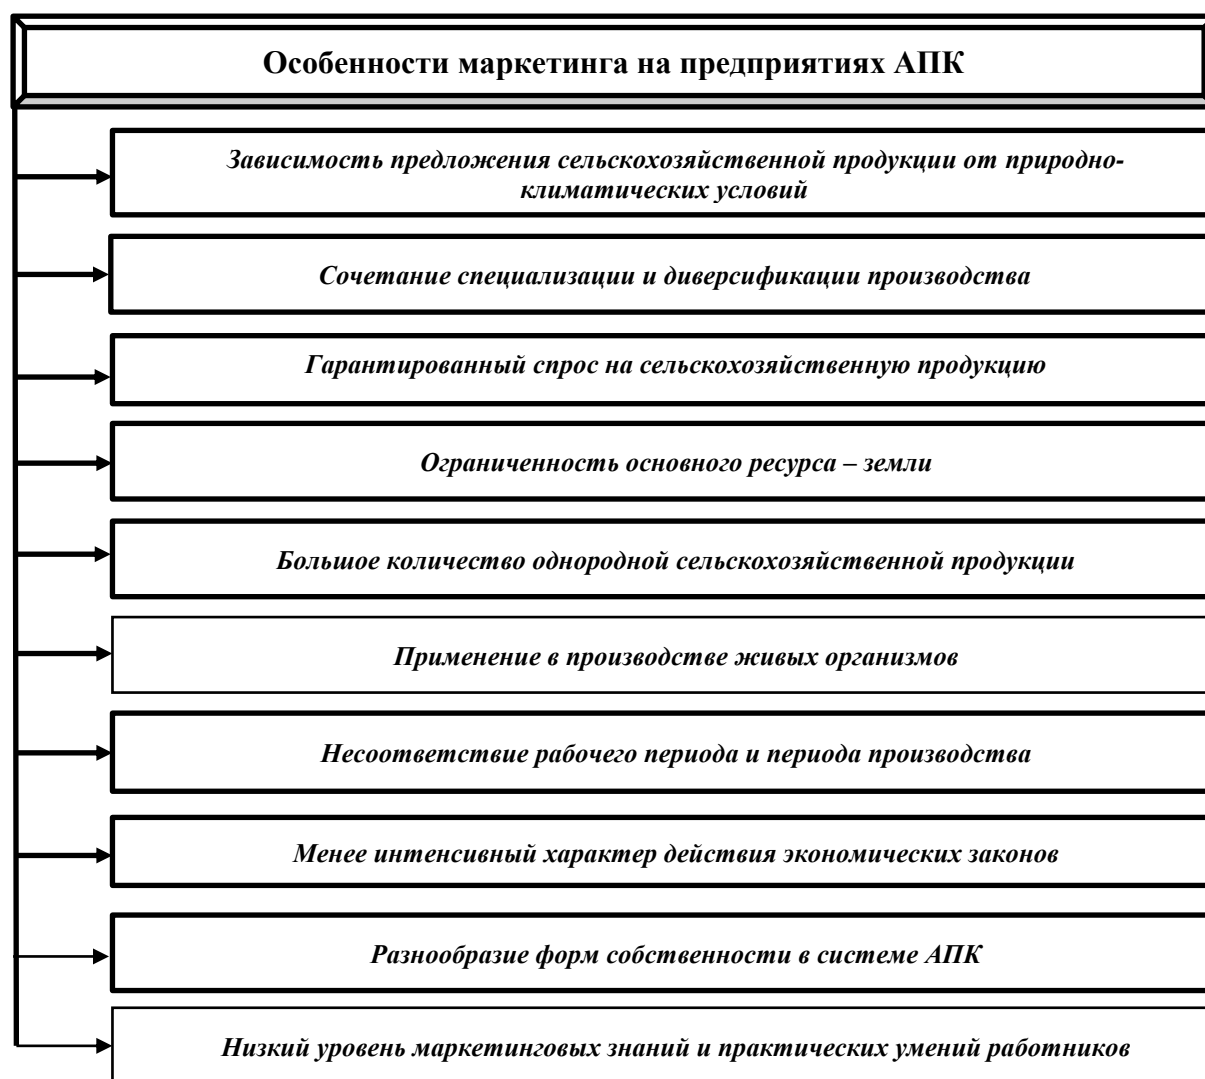 Особенности маркетинга на предприятиях АПК
Зависимость предложения сельскохозяйственной продукции от природно-
климатических условий
Сочетание специализации и диверсификации производства
Гарантированный спрос на сельскохозяйственную продукцию
Ограниченность основного ресурса – земли
Большое количество однородной сельскохозяйственной продукции
Применение в производстве живых организмов
Несоответствие рабочего периода и периода производства
Менее интенсивный характер действия экономических законов
Разнообразие форм собственности в системе АПК
Низкий уровень маркетинговых знаний и практических умений работников